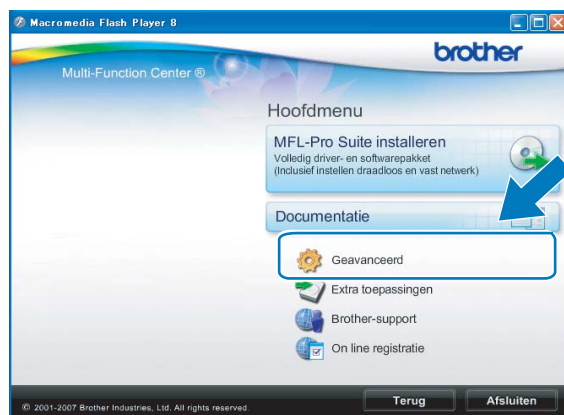 Macromedia Flash Player 8
brother
Multi-Function Center ®
Hoofdmenu
MFL-Pro Suite installeren
Volledig driver- en softwarepakket
(Inclusief instellen draadloos en vast netwerk)
Documentatie
Geavanceerd
Extra toepassingen
Brother-support
On line registratie
© 2001-2007 Brother Industries, Ltd. All rights reserved.
Terug
Afsluiten